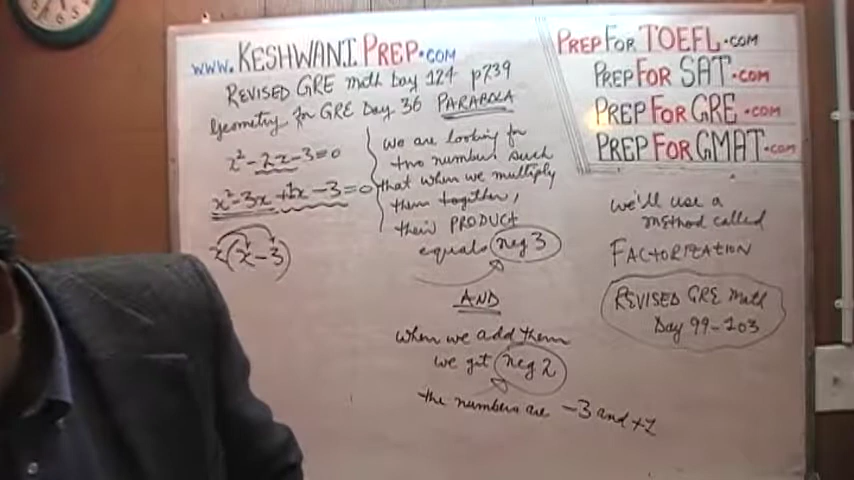 www.KESHWANIPREP.COM
REVISED GRE math Day 124 p739
Geometry for GRE Day 36 PARABOLA
x² - 2x - 3 = 0
x² - 3x + 1x - 3 = 0
x(x - 3)
we are looking for
two numbers such
that when we multiply
them together,
their PRODUCT
equals neg 3
AND
when we add them
we get neg 2
the numbers are -3 and +1
PREPFORTOEFL.COM
PREPFORSAT.COM
PREPFORGRE.COM
PREPFORGMAT.COM
we'll use a
method called
FACTORIZATION
REVISED GRE math
Day 99-103